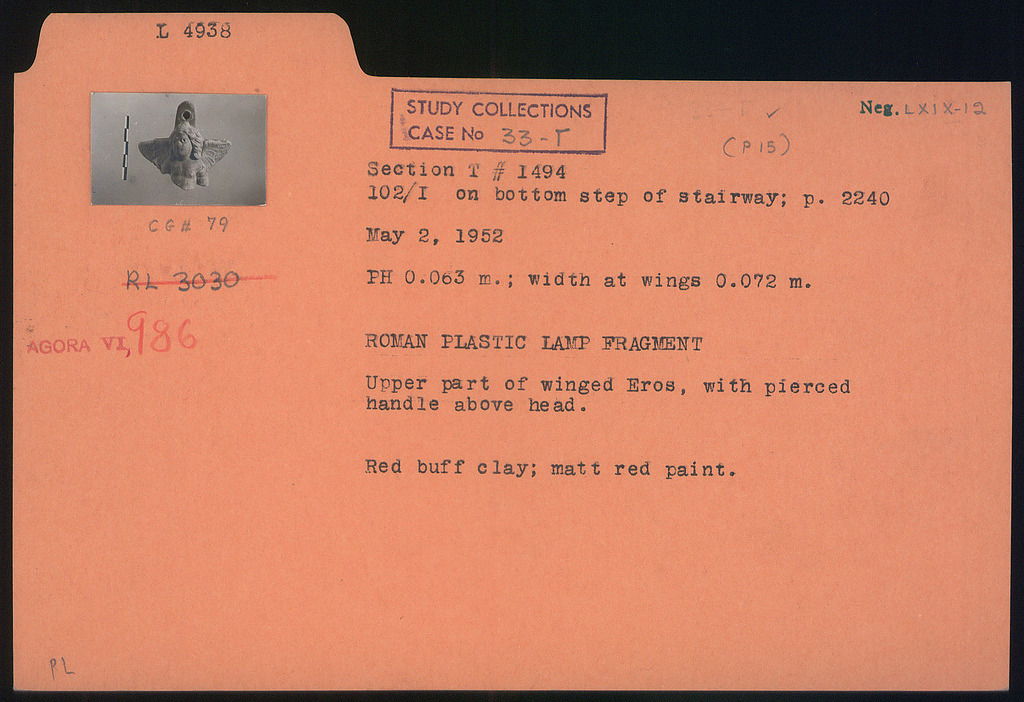 L 4938
STUDY COLLECTIONS
CASE No 33-T
Neg. LXIX-12
(P 15)
Section T # 1494
102/I on bottom step of stairway; p. 2240
CG# 79
May 2, 1952
RL 3030
PH 0.063 m.; width at wings 0.072 m.
AGORA VI, 986
ROMAN PLASTIC LAMP FRAGMENT
Upper part of winged Eros, with pierced
handle above head.
Red buff clay; matt red paint.
PL